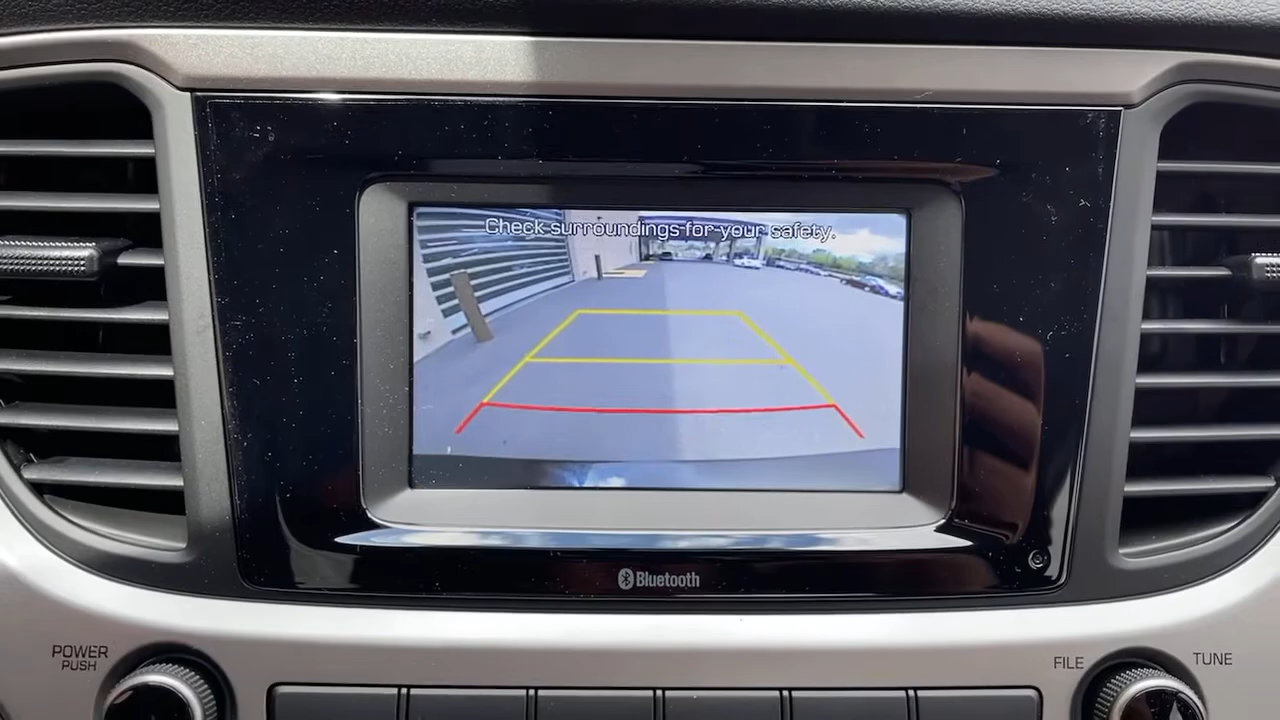 Check surroundings for your safety.
Bluetooth
POWER
PUSH
FILE
TUNE